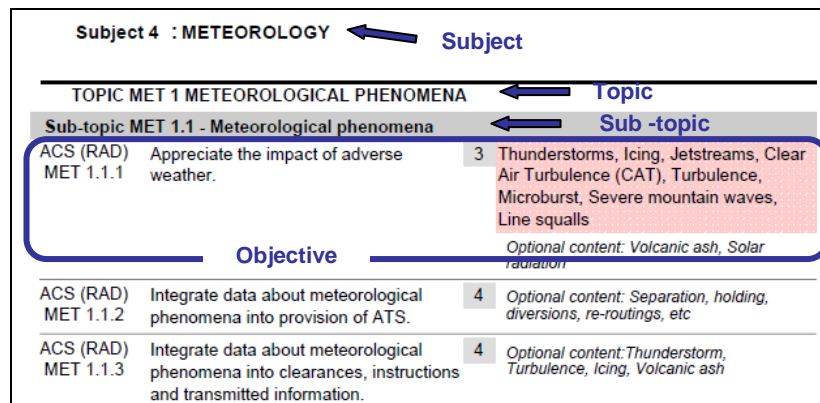 Subject 4 : METEOROLOGY
Subject
TOPIC MET 1 METEOROLOGICAL PHENOMENA
Topic
Sub-topic MET 1.1 - Meteorological phenomena
Sub -topic
ACS (RAD) MET 1.1.1
Appreciate the impact of adverse
weather.
3
Thunderstorms, Icing, Jetstreams, Clear
Air Turbulence (CAT), Turbulence,
Microburst, Severe mountain waves,
Line squalls
Optional content: Volcanic ash, Solar
radiation
Objective
ACS (RAD)
MET 1.1.2
Integrate data about meteorological
phenomena into provision of ATS.
4
Optional content: Separation, holding,
diversions, re-routings, etc
ACS (RAD)
MET 1.1.3
Integrate data about meteorological
phenomena into clearances, instructions
and transmitted information.
4
Optional content:Thunderstorm,
Turbulence, Icing, Volcanic ash